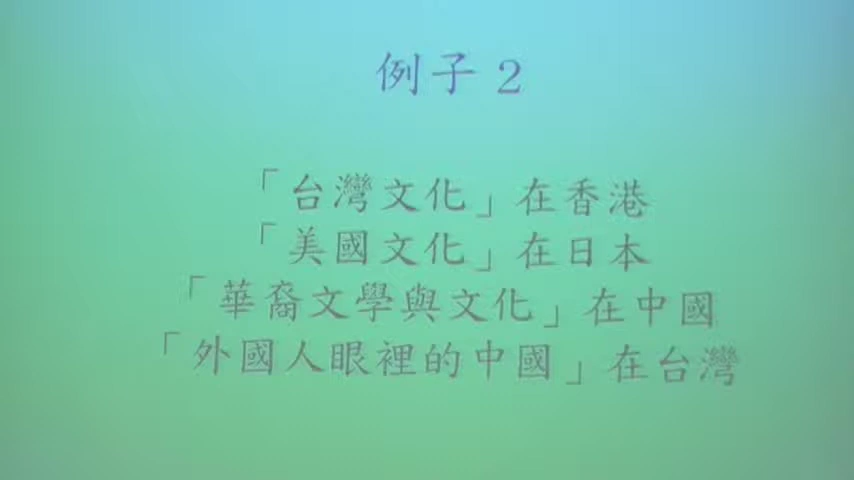 例子 2
「台灣文化」在香港
「美國文化」在日本
「華裔文學與文化」在中國
「外國人眼裡的中國」在台灣